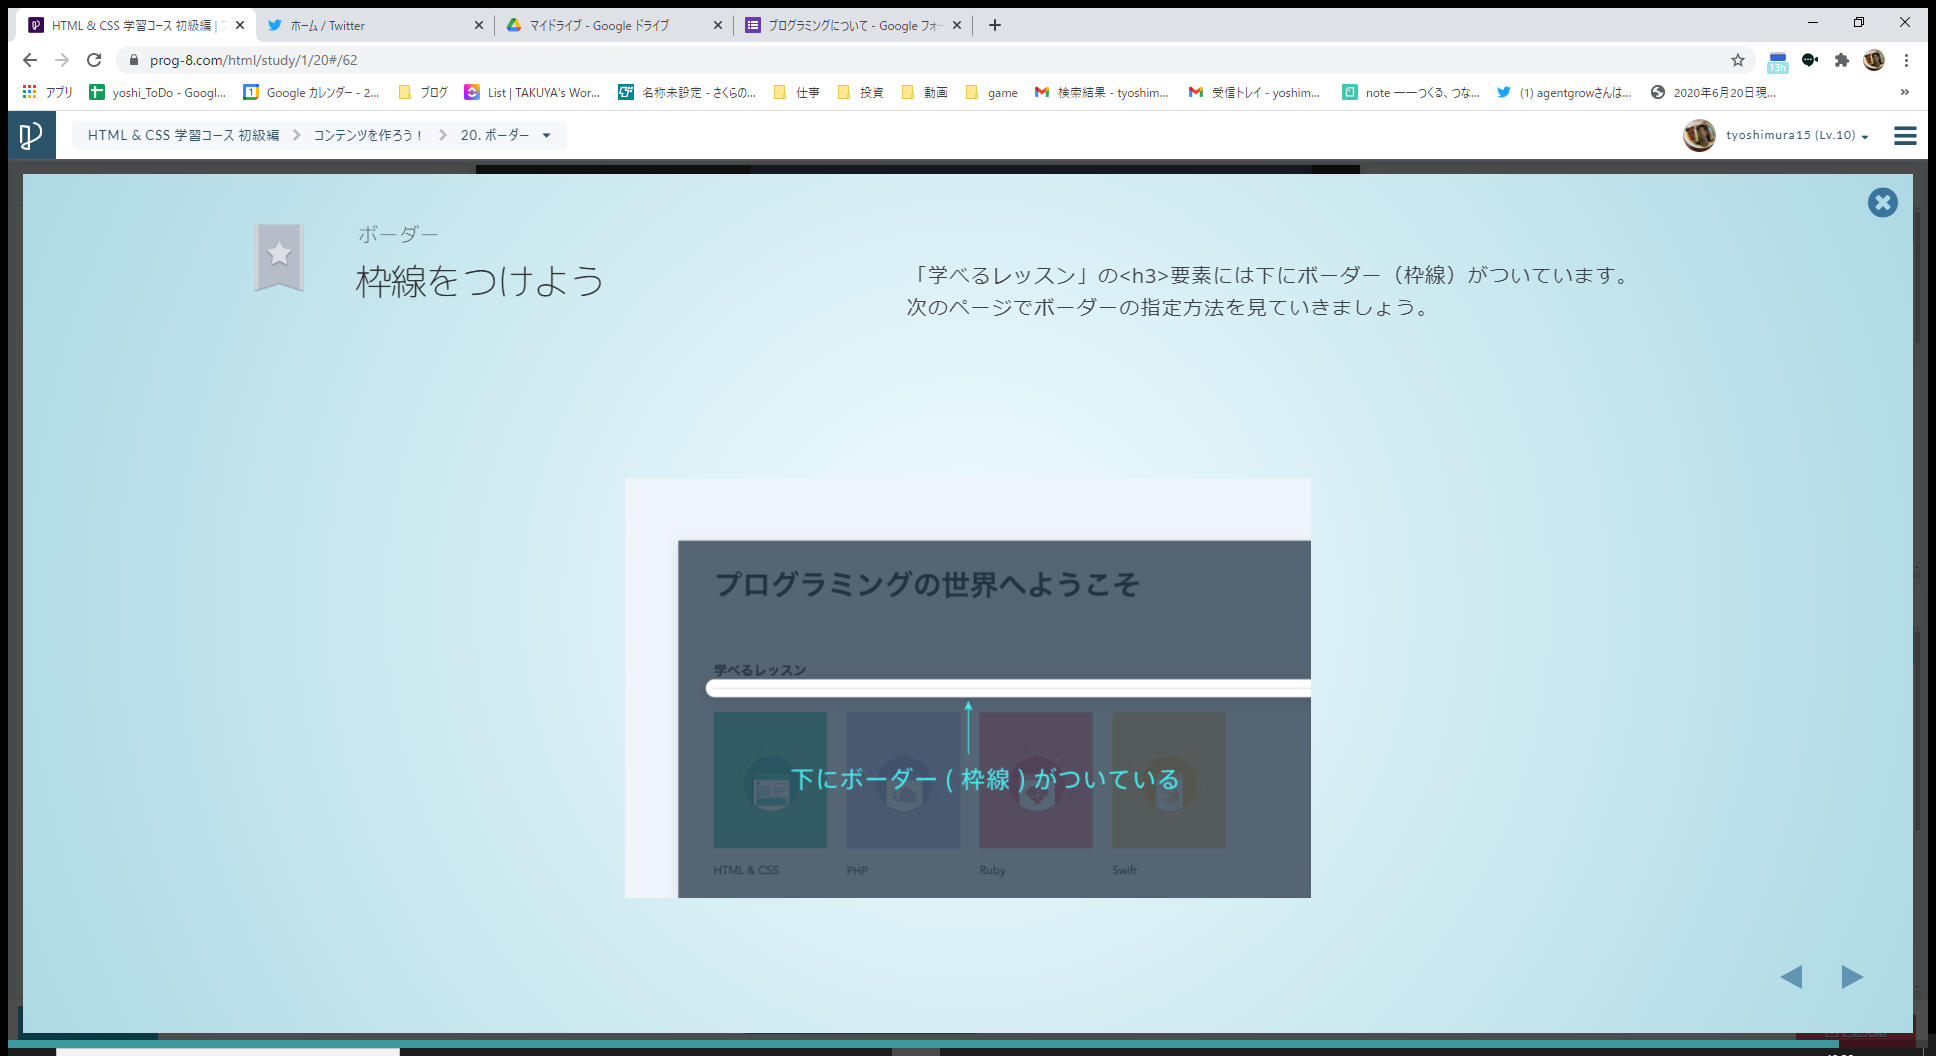 HTML & CSS 学習コース 初級編 |
ホーム / Twitter
マイドライブ - Google ドライブ
プログラミングについて - Google フォー
prog-8.com/html/study/1/20#/62
13h
アプリ
yoshi_ToDo - Googl...
Google カレンダー - 2...
ブログ
List | TAKUYA's Wor...
名称未設定 - さくらの...
仕事
投資
動画
game
検索結果 - tyoshim...
受信トレイ - yoshim...
note ――つくる、つな...
(1) agentgrowさんは...
2020年6月20日現...
»
HTML & CSS 学習コース 初級編
コンテンツを作ろう！
20. ボーダー
tyoshimura15 (Lv.10)
ボーダー
枠線をつけよう
「学べるレッスン」の<h3>要素には下にボーダー（枠線）がついています。
次のページでボーダーの指定方法を見ていきましょう。
プログラミングの世界へようこそ
学べるレッスン
下にボーダー ( 枠線 ) がついている
HTML & CSS
PHP
Ruby
Swift